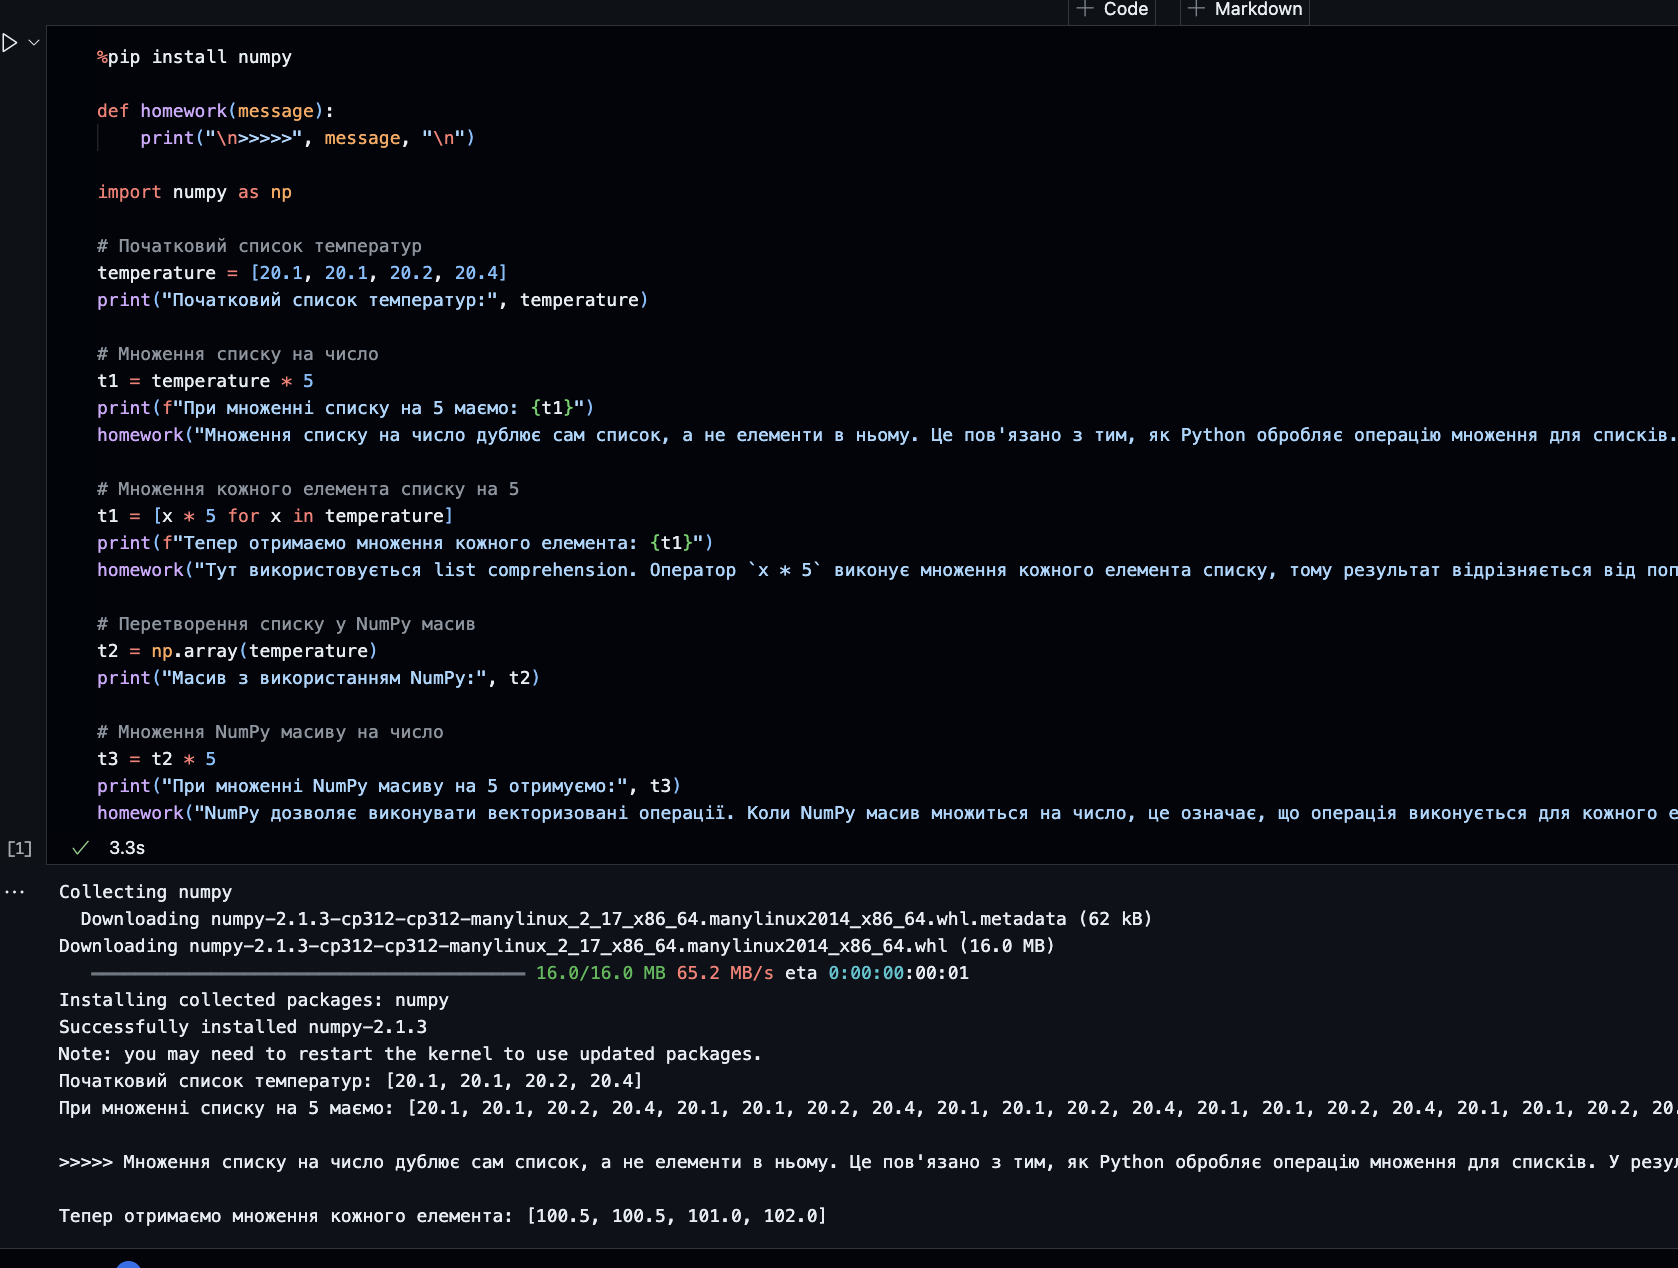 Code Markdown
%pip install numpy
def homework(message):
print("\n>>>>>", message, "\n")
import numpy as np
# Початковий список температур
temperature = [20.1, 20.1, 20.2, 20.4]
print("Початковий список температур:", temperature)
# Множення списку на число
t1 = temperature * 5
print(f"При множенні списку на 5 маємо: {t1}")
homework("Множення списку на число дублює сам список, а не елементи в ньому. Це пов'язано з тим, як Python обробляє операцію множення для списків.
# Множення кожного елемента списку на 5
t1 = [x * 5 for x in temperature]
print(f"Тепер отримаємо множення кожного елемента: {t1}")
homework("Тут використовується list comprehension. Оператор `x * 5` виконує множення кожного елемента списку, тому результат відрізняється від поп
# Перетворення списку у NumPy масив
t2 = np.array(temperature)
print("Масив з використанням NumPy:", t2)
# Множення NumPy масиву на число
t3 = t2 * 5
print("При множенні NumPy масиву на 5 отримуємо:", t3)
homework("NumPy дозволяє виконувати векторизовані операції. Коли NumPy масив множиться на число, це означає, що операція виконується для кожного е
[1] 3.3s
Collecting numpy
Downloading numpy-2.1.3-cp312-cp312-manylinux_2_17_x86_64.manylinux2014_x86_64.whl.metadata (62 kB)
Downloading numpy-2.1.3-cp312-cp312-manylinux_2_17_x86_64.manylinux2014_x86_64.whl (16.0 MB)
16.0/16.0 MB 65.2 MB/s eta 0:00:00:00:01
Installing collected packages: numpy
Successfully installed numpy-2.1.3
Note: you may need to restart the kernel to use updated packages.
Початковий список температур: [20.1, 20.1, 20.2, 20.4]
При множенні списку на 5 маємо: [20.1, 20.1, 20.2, 20.4, 20.1, 20.1, 20.2, 20.4, 20.1, 20.1, 20.2, 20.4, 20.1, 20.1, 20.2, 20.4, 20.1, 20.1, 20.2, 20.
>>>>> Множення списку на число дублює сам список, а не елементи в ньому. Це пов'язано з тим, як Python обробляє операцію множення для списків. У резул
Тепер отримаємо множення кожного елемента: [100.5, 100.5, 101.0, 102.0]